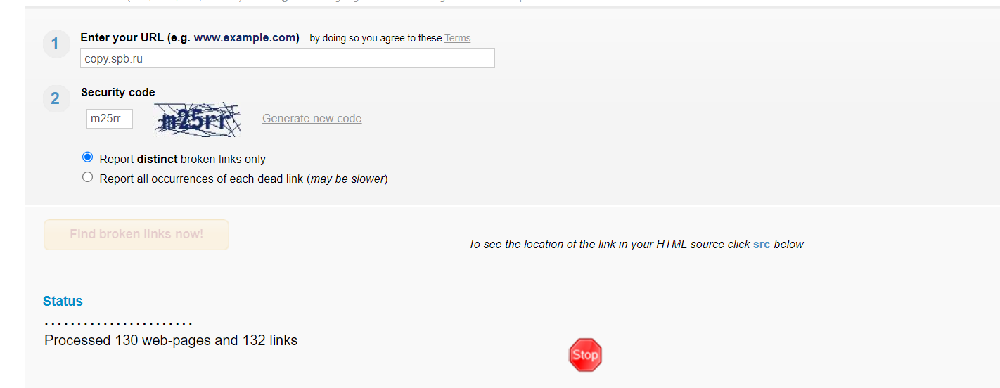 1
Enter your URL (e.g. www.example.com) - by doing so you agree to these Terms
copy.spb.ru
2
Security code
m25rr m25rr Generate new code
Report distinct broken links only
Report all occurrences of each dead link (may be slower)
Find broken links now!
To see the location of the link in your HTML source click src below
Status
.......................
Processed 130 web-pages and 132 links
Stop